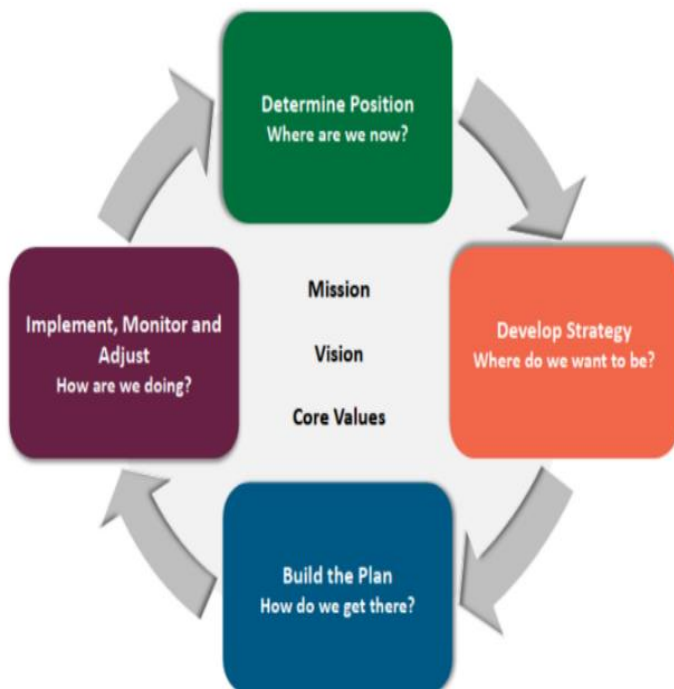 Determine Position
Where are we now?
Develop Strategy
Where do we want to be?
Build the Plan
How do we get there?
Implement, Monitor and
Adjust
How are we doing?
Mission
Vision
Core Values